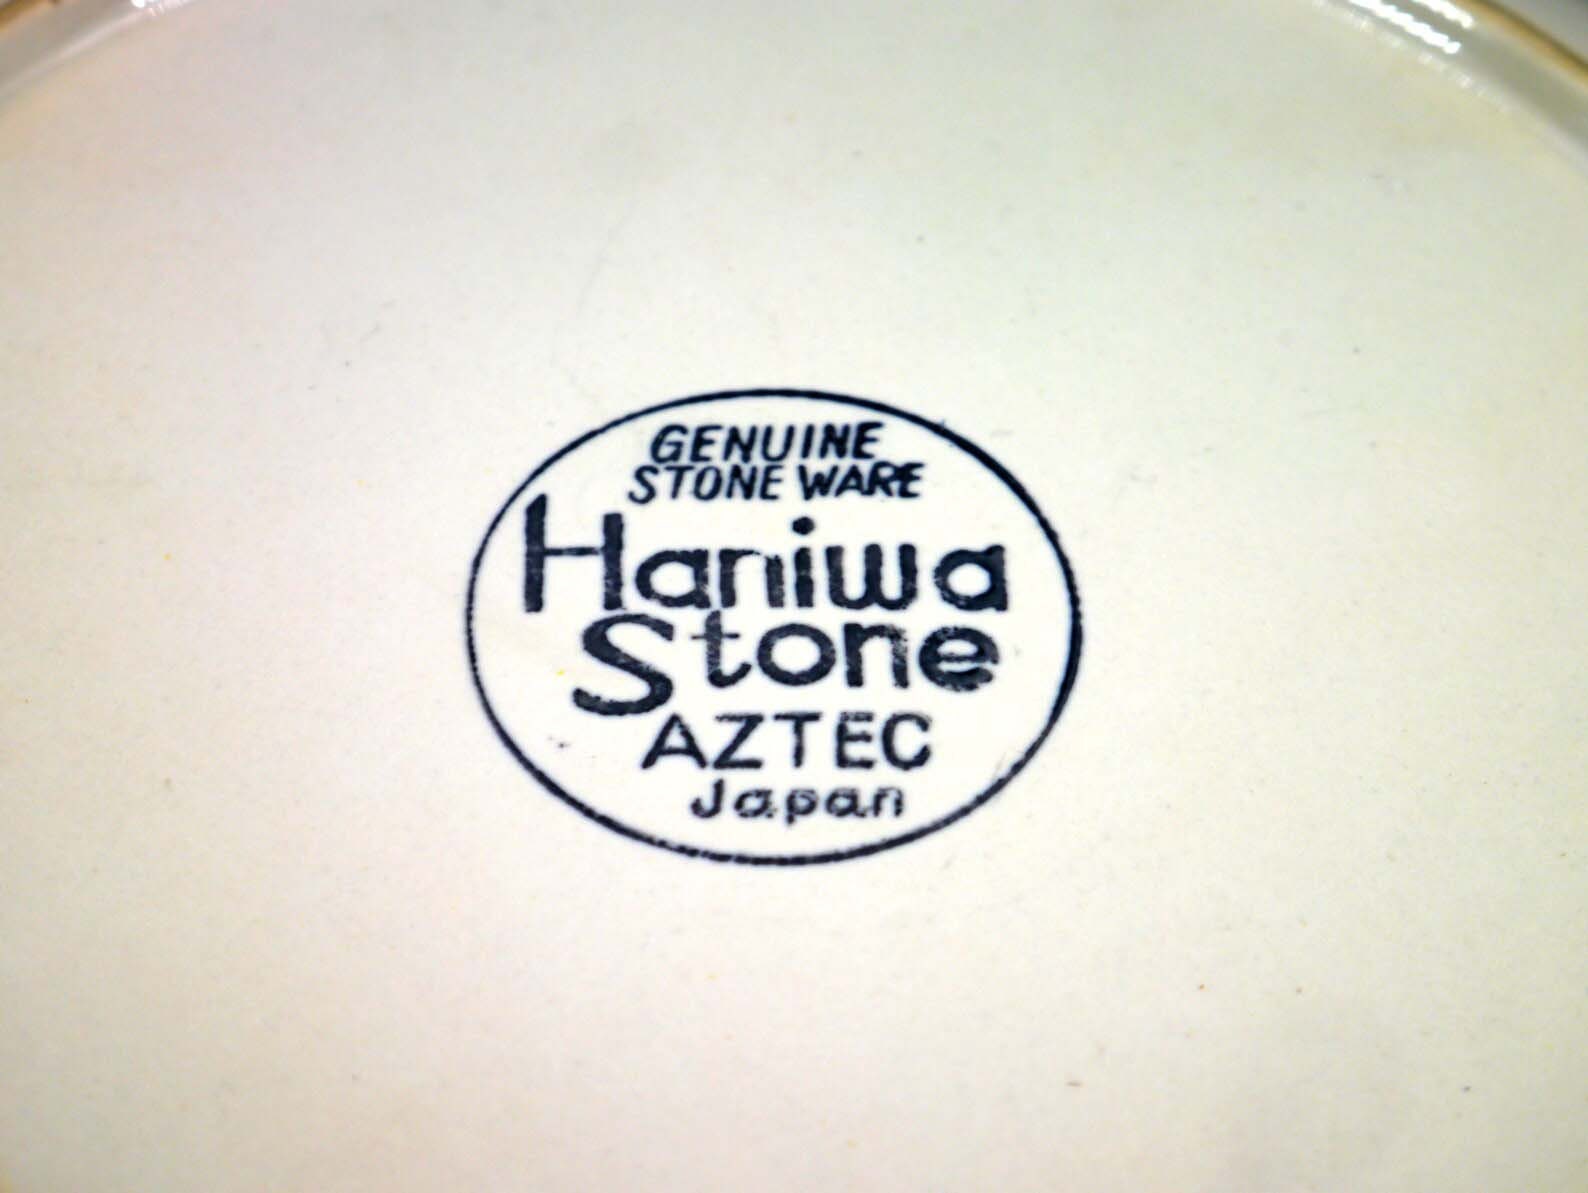 GENUINE
STONE WARE
Haniwa
Stone
AZTEC
Japan